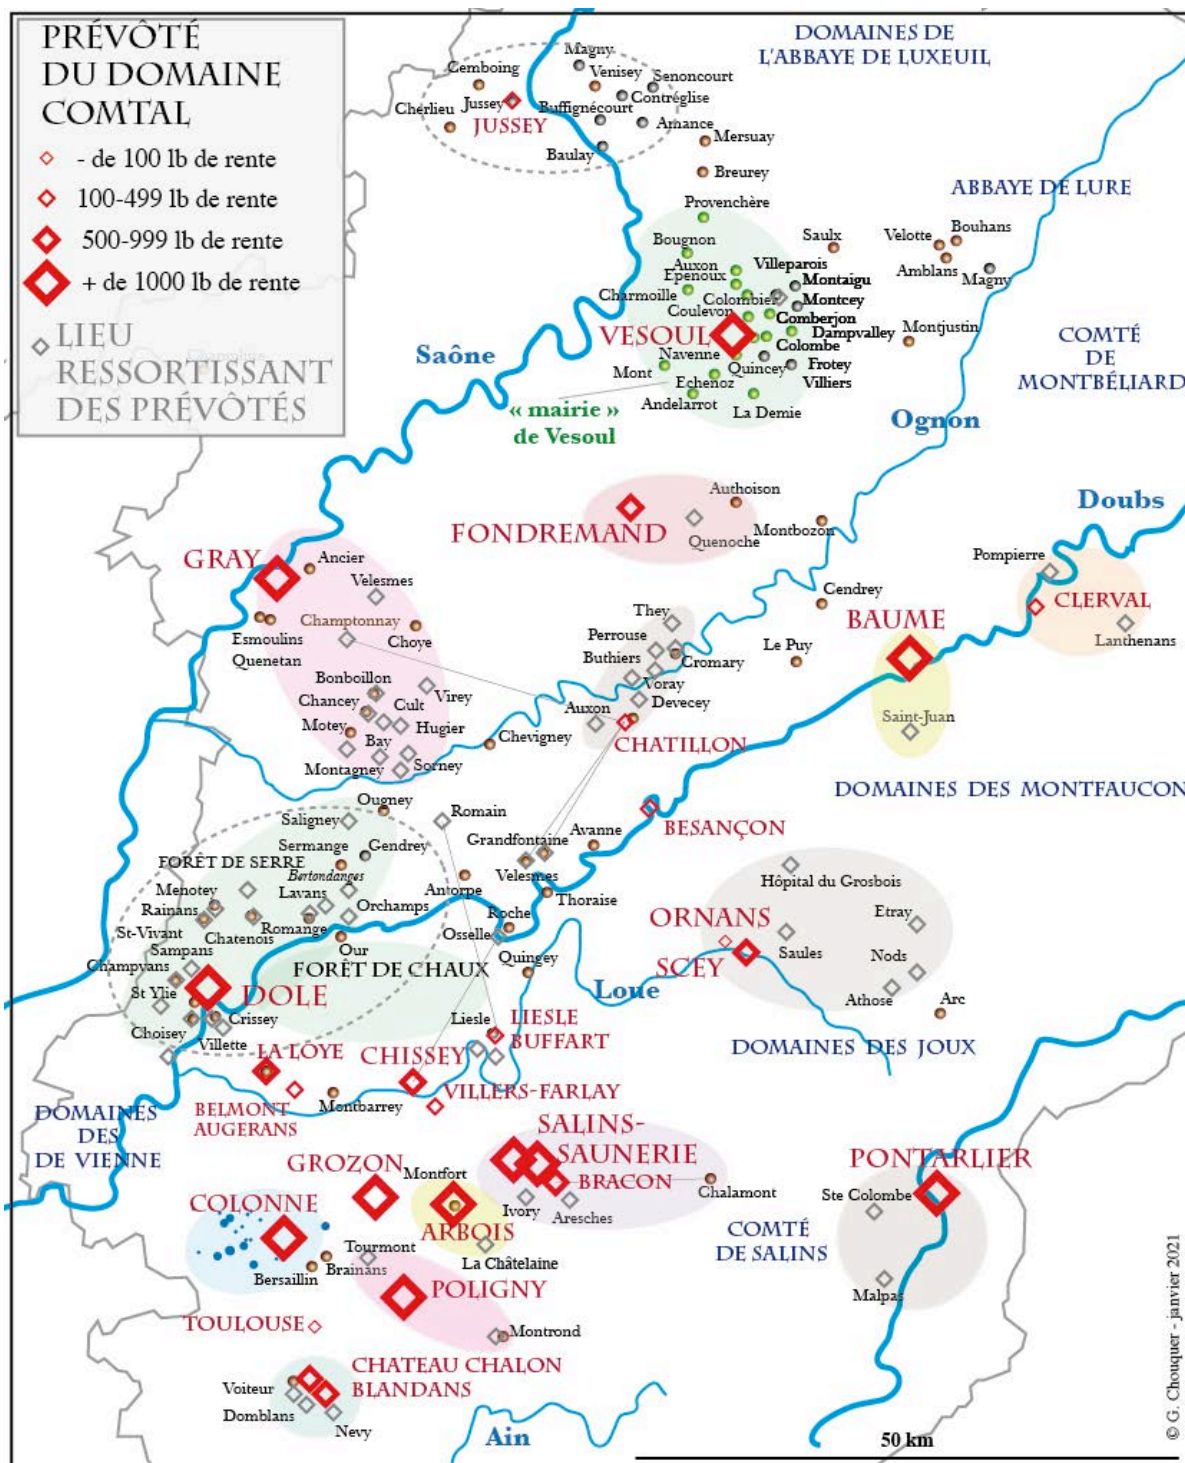 PRÉVÔTÉ
DU DOMAINE
COMTAL
- de 100 lb de rente
100-499 lb de rente
500-999 lb de rente
+ de 1000 lb de rente
LIEU
RESSORTISSANT
DES PRÉVÔTÉS
DOMAINES DE
L'ABBAYE DE LUXEUIL
Magny
Cemboing
Venisey
Senoncourt
Contréglise
Cherlieu
Jussey
Buffignécourt
JUSSEY
Amance
Baulay
Mersuay
Breurey
ABBAYE DE LURE
Provenchère
Saulx
Velotte
Bouhans
Bougnon
Auxon
Villeparois
Amblans
Epenoux
Montaigu
Magny
Charmoille
Colombier
Montcey
Coulevon
Comberjon
VESOUL
Dampvalley
Montjustin
Saône
Navenne
Colombe
COMTÉ
DE
MONTBÉLIARD
Mont
Quincey
Frotey
Echenoz
Villiers
Andelarrot
La Demie
« mairie »
de Vesoul
Ognon
Authoison
Doubs
FONDREMAND
Quenoche
Montbozon
GRAY
Ancier
Pompierre
Velesmes
Cendrey
CLERVAL
They
BAUME
Champtonnay
Esmoulins
Choye
Perrouse
Lanthenans
Quenetan
Buthiers
Cromary
Le Puy
Bonboillon
Voray
Virey
Chancey
Cult
Devecey
Saint-Juan
Motey
Hugier
Auxon
Bay
Chevigney
CHATILLON
Montagney
Sorney
DOMAINES DES MONTFAUCON
Ougney
Romain
Saligney
BESANÇON
Sermange
Gendrey
Grandfontaine
Avanne
FORÊT DE SERRE
Bertondanges
Velesmes
Hôpital du Grosbois
Menotey
Lavans
Antorpe
Thoraise
Rainans
Orchamps
Roche
ORNANS
Etray
St-Vivant
Chatenois
Romange
Osselle
Sampans
Our
Saules
Champvans
FORÊT DE CHAUX
Quingey
SCEY
Nods
St Ylie
DOLE
Loue
Athose
Arc
Choisey
Crissey
Liesle
LIESLE
BUFFART
Villette
LA LOYE
CHISSEY
DOMAINES DES JOUX
DOMAINES
DES
DE VIENNE
BELMONT
AUGERANS
Montbarrey
VILLERS-FARLAY
SALINS-
SAUNERIE
GROZON
Montfort
BRACON
PONTARLIER
COLONNE
Ivory
Chalamont
Ste Colombe
ARBOIS
Aresches
COMTÉ
DE SALINS
Tourmont
La Châtelaine
Bersaillin
Brainans
POLIGNY
Malpas
TOULOUSE
Montrond
CHATEAU CHALON
BLANDANS
Voiteur
Domblans
Nevy
Ain
50 km
© G. Chouquer - janvier 2021